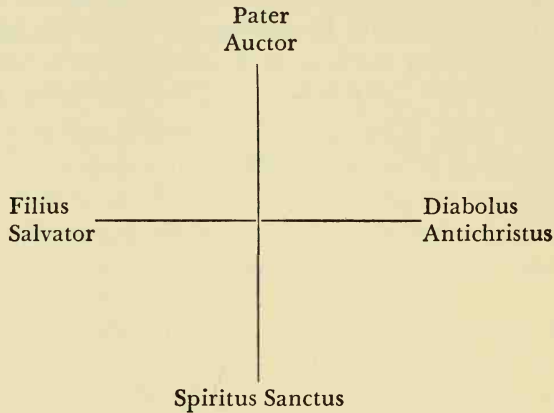 Pater
Auctor
Filius
Salvator
Diabolus
Antichristus
Spiritus Sanctus